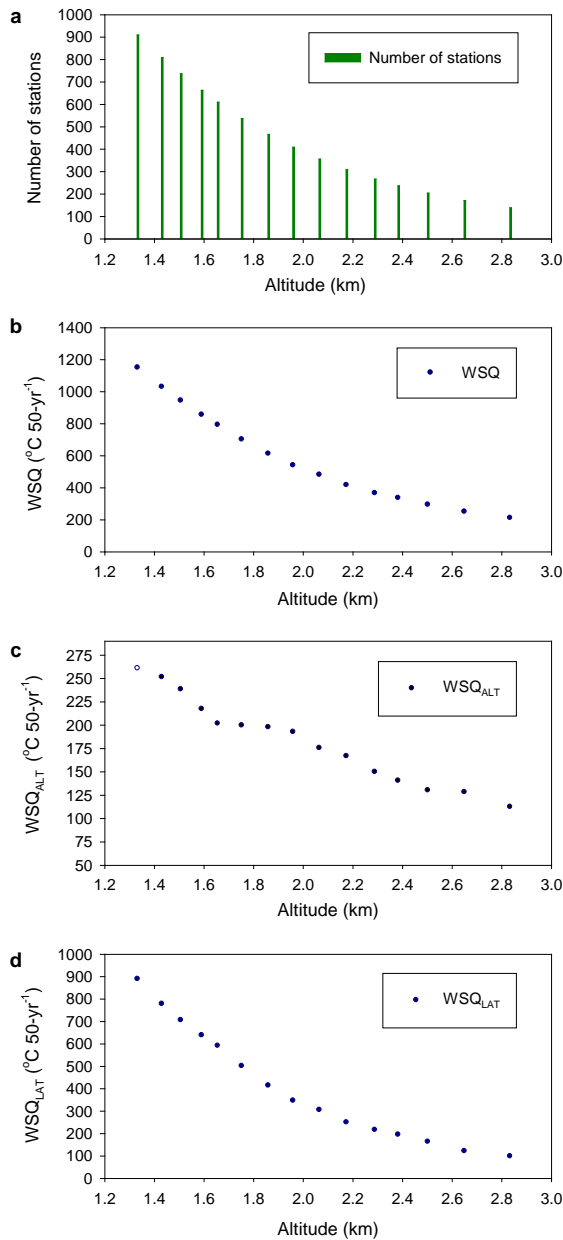 a
1000
900
800
700
600
500
400
300
200
100
0
Number of stations
Number of stations
1.2 1.4 1.6 1.8 2.0 2.2 2.4 2.6 2.8 3.0
Altitude (km)
b
1400
1200
1000
800
600
400
200
0
WSQ (°C 50-yr⁻¹)
WSQ
1.2 1.4 1.6 1.8 2.0 2.2 2.4 2.6 2.8 3.0
Altitude (km)
c
275
250
225
200
175
150
125
100
75
50
WSQ_ALT (°C 50-yr⁻¹)
WSQ_ALT
1.2 1.4 1.6 1.8 2.0 2.2 2.4 2.6 2.8 3.0
Altitude (km)
d
1000
900
800
700
600
500
400
300
200
100
0
WSQ_LAT (°C 50-yr⁻¹)
WSQ_LAT
1.2 1.4 1.6 1.8 2.0 2.2 2.4 2.6 2.8 3.0
Altitude (km)